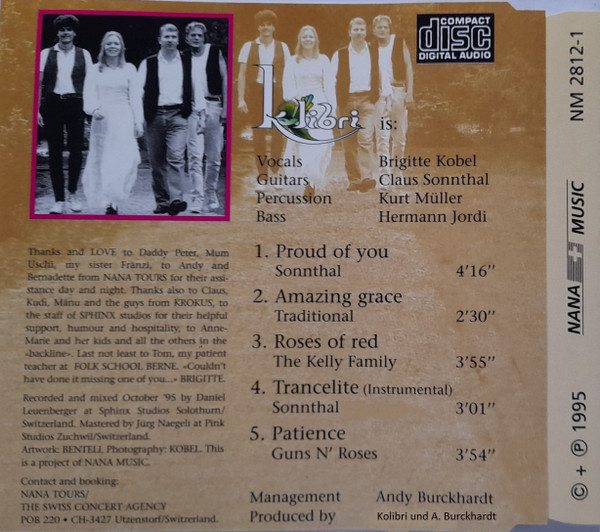 COMPACT
disc
DIGITAL AUDIO
kolibri is:
Vocals Brigitte Kobel
Guitars Claus Sonnthal
Percussion Kurt Müller
Bass Hermann Jordi
1. Proud of you
Sonnthal 4'16"
2. Amazing grace
Traditional 2'30"
3. Roses of red
The Kelly Family 3'55"
4. Trancelite (Instrumental)
Sonnthal 3'01"
5. Patience
Guns N' Roses 3'54"
Management Andy Burckhardt
Produced by Kolibri und A. Burckhardt
Thanks and LOVE to Daddy Peter, Mum
Uschi, my sister Fränzi, to Andy and
Bernadette from NANA TOURS for their assi-
stance day and night. Thanks also to Claus,
Kudi, Mänu and the guys from KROKUS, to
the staff of SPHINX studios for their helpful
support, humour and hospitality, to Anne-
Marie and her kids and all the others in the
«backline». Last not least to Tom, my patient
teacher at FOLK SCHOOL BERNE. «Couldn't
have done it missing one of you...» BRIGITTE.
Recorded and mixed October '95 by Daniel
Leuenberger at Sphinx Studios Solothurn/
Switzerland. Mastered by Jürg Naegeli at Pink
Studios Zuchwil/Switzerland.
Artwork: BENTELI, Photography: KOBEL. This
is a project of NANA MUSIC.
Contact and booking:
NANA TOURS/
THE SWISS CONCERT AGENCY
POB 220 • CH-3427 Utzenstorf/Switzerland.
© + ℗ 1995 NANA MUSIC NM 2812-1